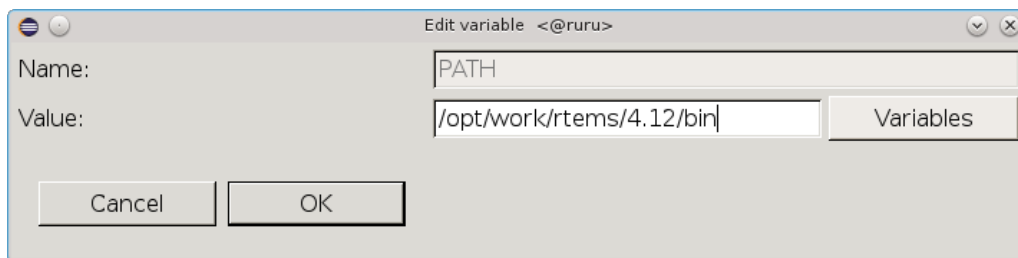 Edit variable <@ruru>
Name: PATH
Value: /opt/work/rtems/4.12/bin Variables
Cancel OK